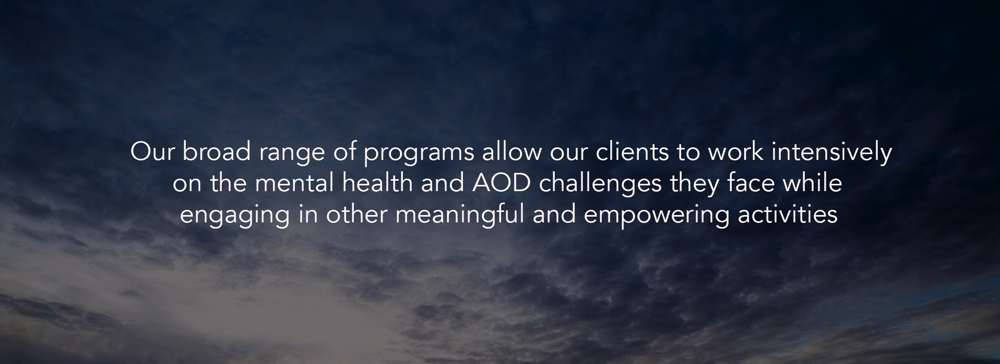 Our broad range of programs allow our clients to work intensively
on the mental health and AOD challenges they face while
engaging in other meaningful and empowering activities